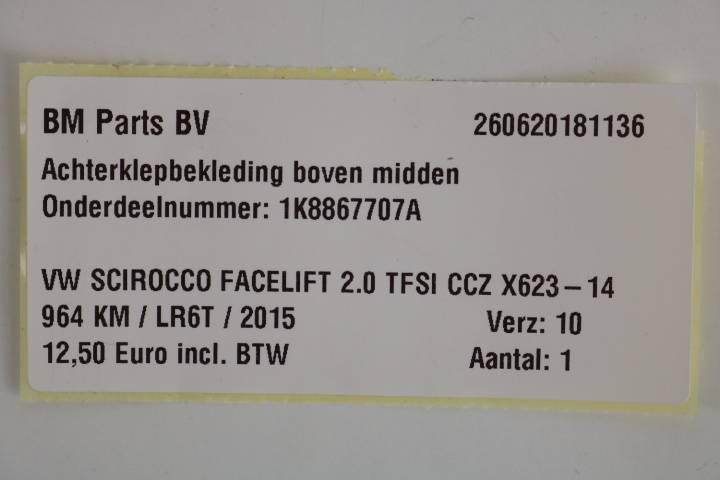 BM Parts BV 260620181136
Achterklepbekleding boven midden
Onderdeelnummer: 1K8867707A
VW SCIROCCO FACELIFT 2.0 TFSI CCZ X623-14
964 KM / LR6T / 2015 Verz: 10
12,50 Euro incl. BTW Aantal: 1